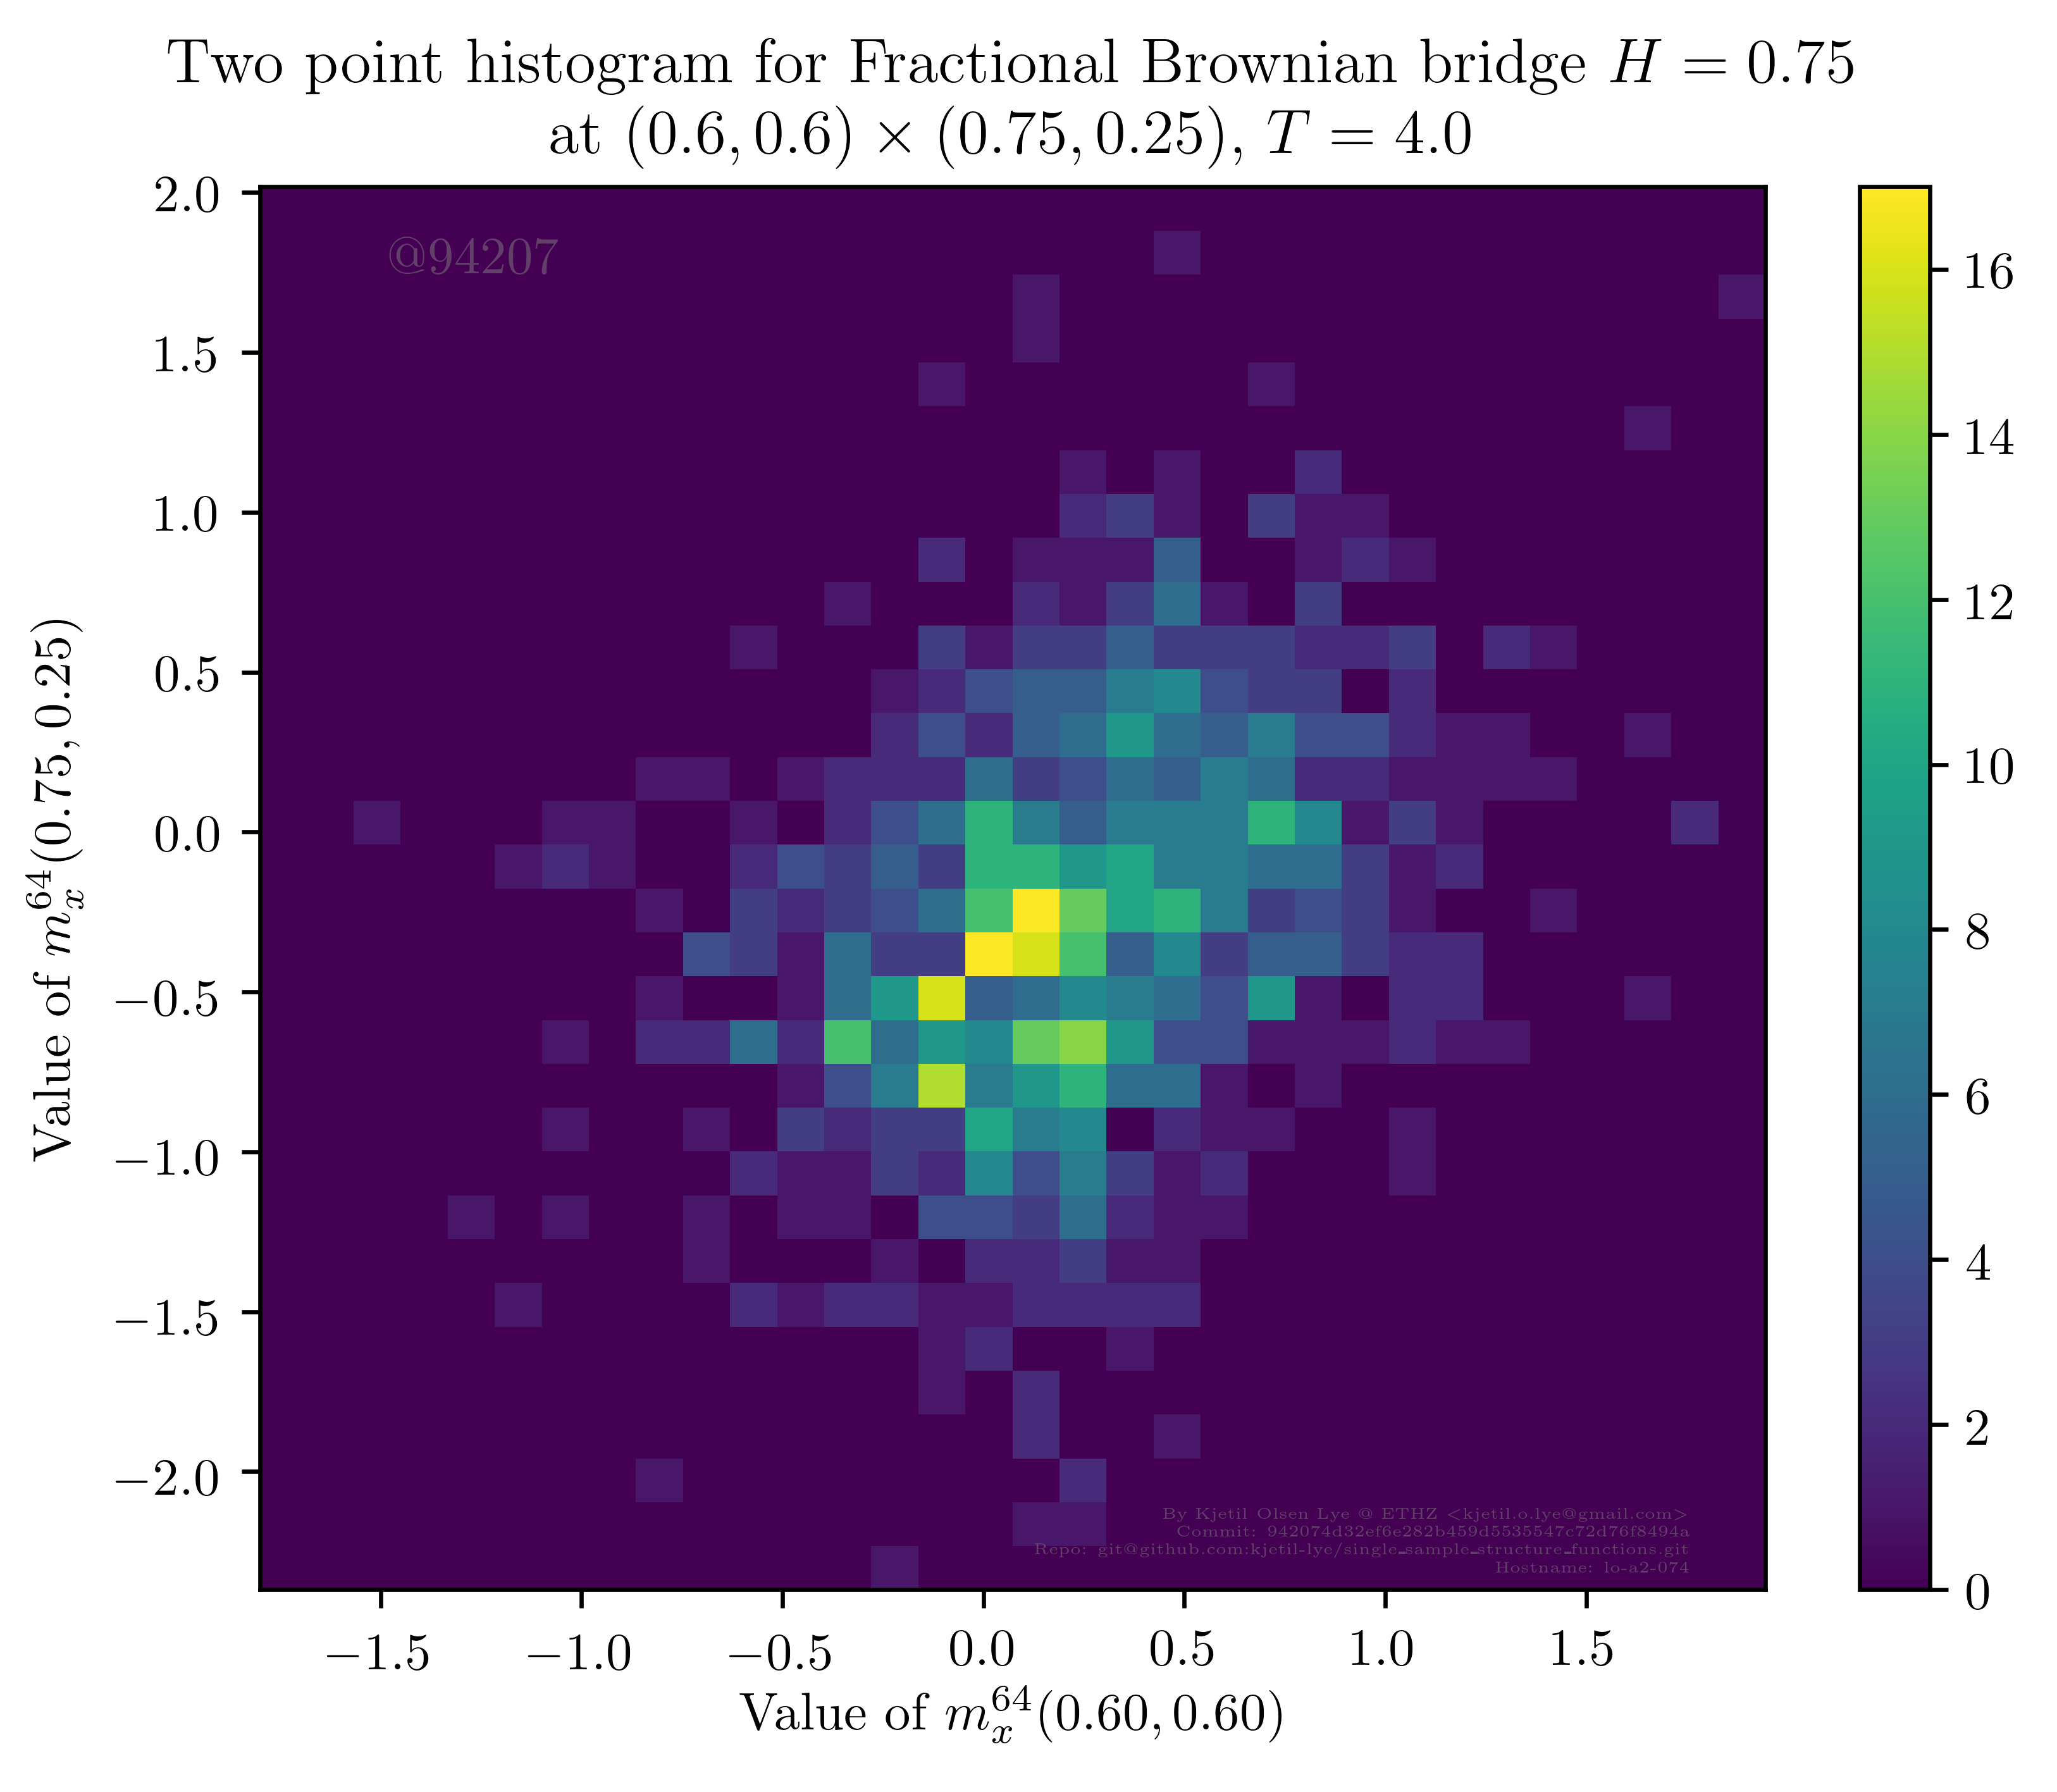 Two point histogram for Fractional Brownian bridge H = 0.75
at (0.6, 0.6) × (0.75, 0.25), T = 4.0
@94207
2.0
1.5
1.0
0.5
0.0
−0.5
−1.0
−1.5
−2.0
Value of m_x^64(0.75, 0.25)
16
14
12
10
8
6
4
2
0
By Kjetil Olsen Lye @ ETHZ <kjetil.o.lye@gmail.com>
Commit: 942074d32ef6e282b459d5535547c72d76f8494a
Repo: git@github.com:kjetil-lye/single_sample_structure_functions.git
Hostname: lo-a2-074
−1.5 −1.0 −0.5 0.0 0.5 1.0 1.5
Value of m_x^64(0.60, 0.60)